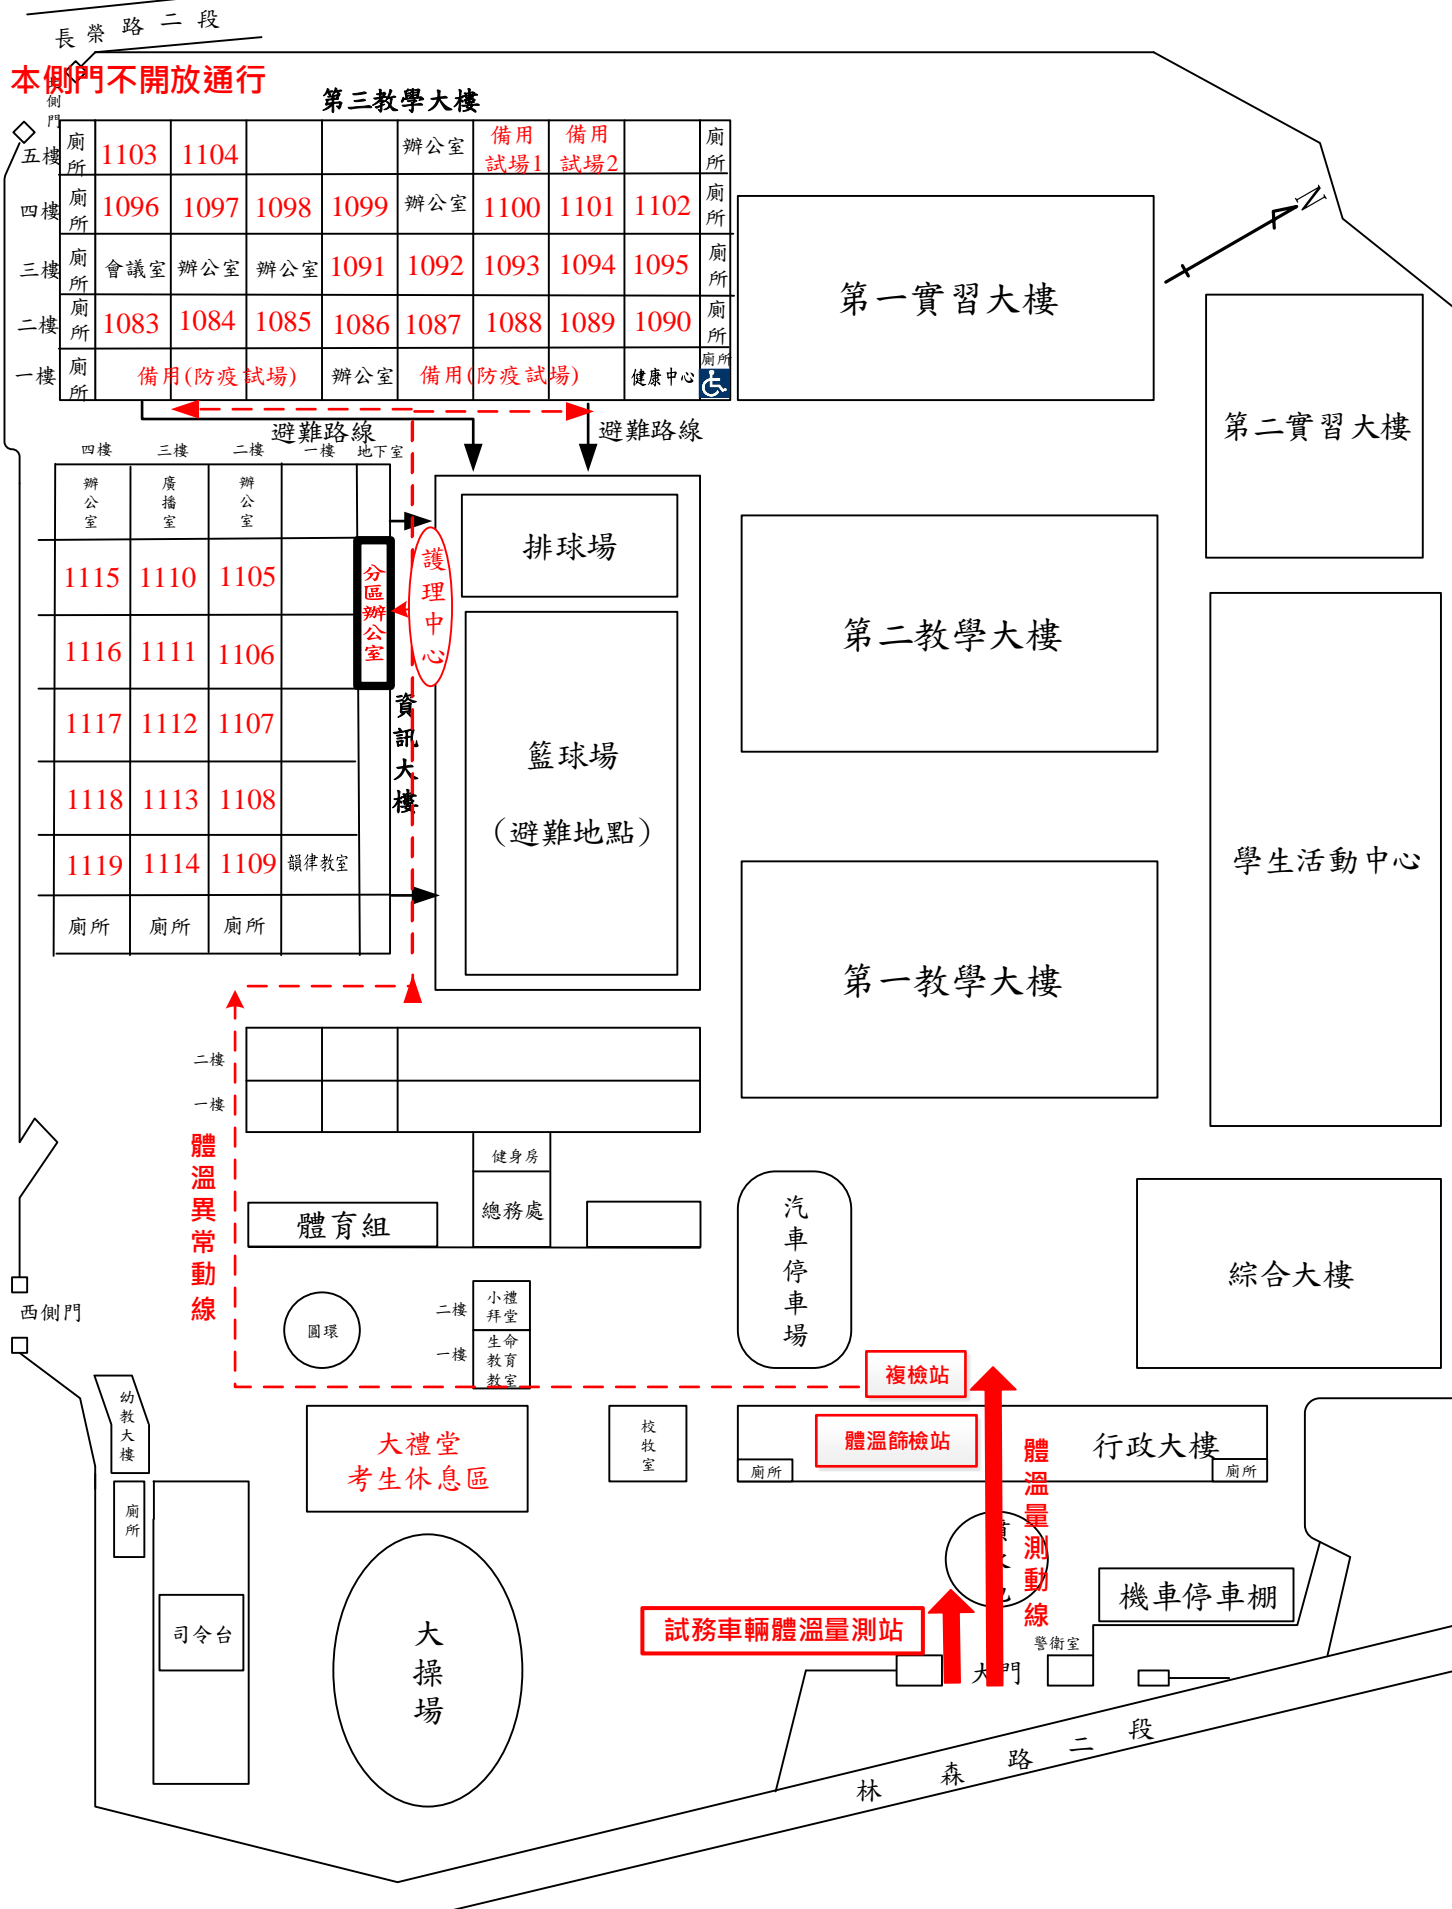 長榮路二段
本側門不開放通行
側門
第三教學大樓
五樓 廁所 1103 1104 辦公室 備用試場1 備用試場2 廁所
四樓 廁所 1096 1097 1098 1099 辦公室 1100 1101 1102 廁所
三樓 廁所 會議室 辦公室 辦公室 1091 1092 1093 1094 1095 廁所
二樓 廁所 1083 1084 1085 1086 1087 1088 1089 1090 廁所
一樓 廁所 備用(防疫試場) 辦公室 備用(防疫試場) 健康中心 廁所
避難路線
避難路線
N
第一實習大樓
第二實習大樓
四樓 三樓 二樓 一樓 地下室
辦公室 廣播室 辦公室
1115 1110 1105
1116 1111 1106
1117 1112 1107
1118 1113 1108
1119 1114 1109 韻律教室
廁所 廁所 廁所
分區辦公室
護理中心
資訊大樓
排球場
籃球場
(避難地點)
第二教學大樓
第一教學大樓
學生活動中心
二樓
一樓
體溫異常動線
健身房
總務處
體育組
汽車停車場
綜合大樓
西側門
圓環
二樓 小禮拜堂
一樓 生命教育教室
複檢站
幼教大樓
大禮堂
考生休息區
校牧室
體溫篩檢站
行政大樓
廁所
廁所
廁所
體溫量測動線
機車停車棚
司令台
大操場
試務車輛體溫量測站
警衛室
大門
林森路二段